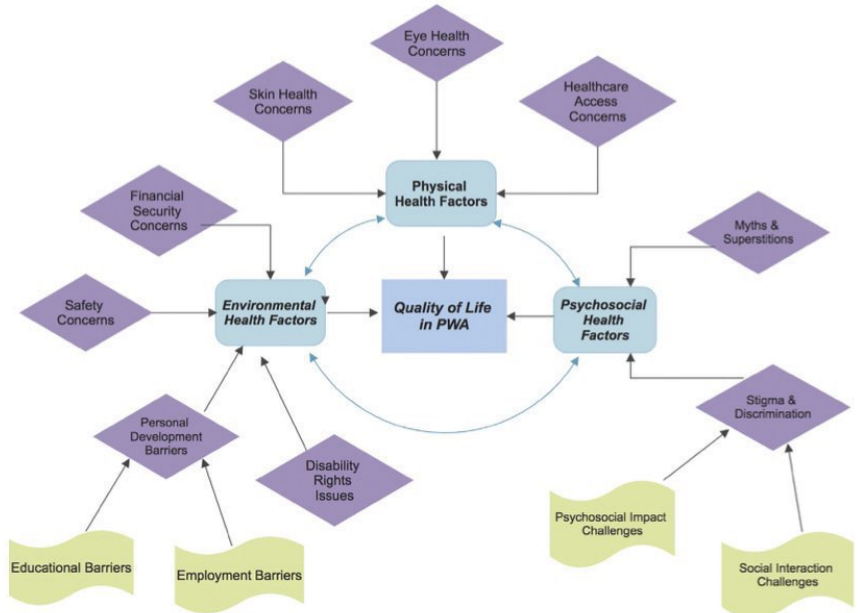 Eye Health
Concerns
Skin Health
Concerns
Healthcare
Access
Concerns
Physical
Health Factors
Financial
Security
Concerns
Myths &
Superstitions
Safety
Concerns
Environmental
Health Factors
Quality of Life
in PWA
Psychosocial
Health
Factors
Personal
Development
Barriers
Disability
Rights
Issues
Stigma &
Discrimination
Educational Barriers
Employment Barriers
Psychosocial Impact
Challenges
Social Interaction
Challenges